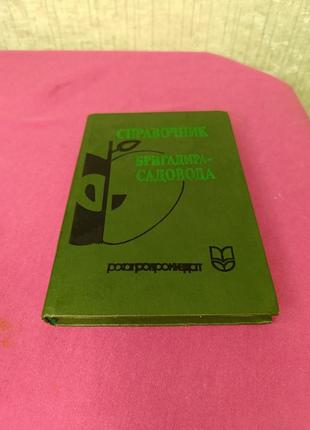 СПРАВОЧНИК
БРИГАДИРА-
САДОВОДА
росагропромиздат